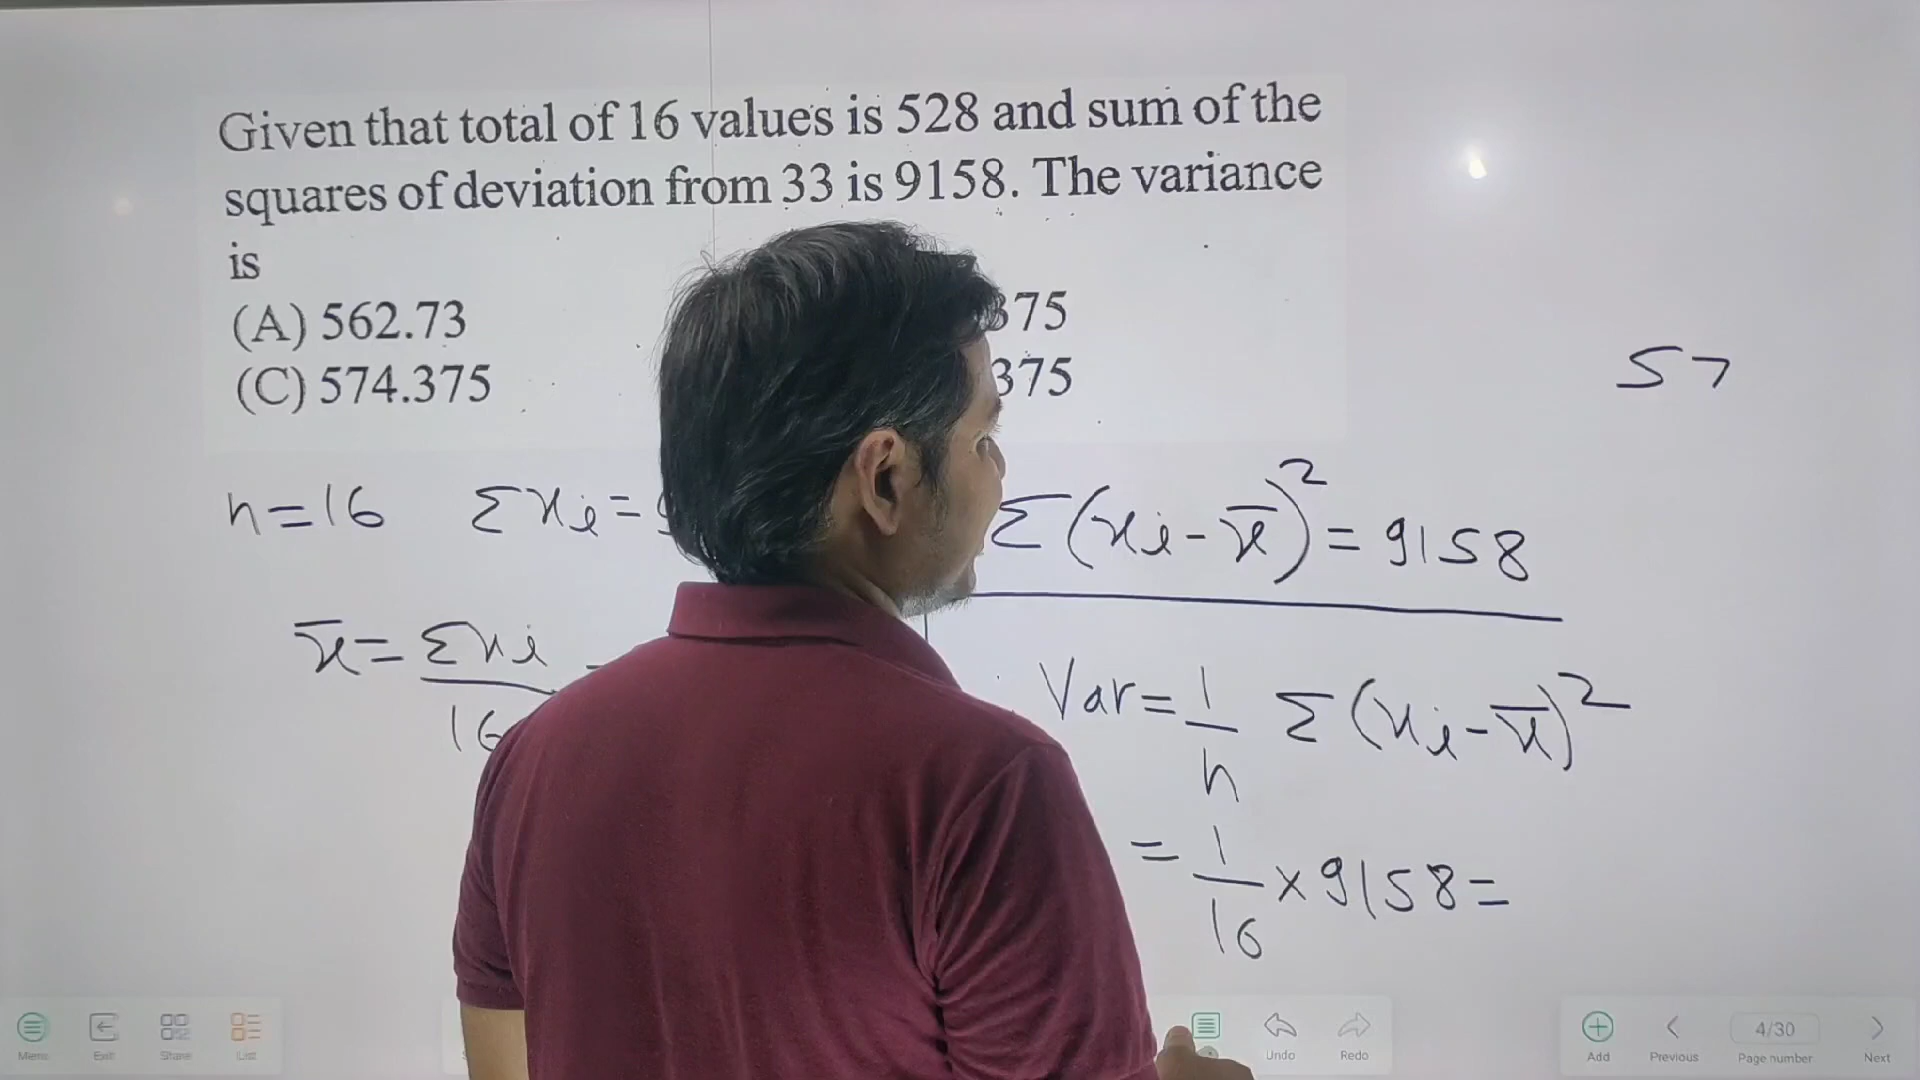 Given that total of 16 values is 528 and sum of the
squares of deviation from 33 is 9158. The variance
is
(A) 562.73
375
(C) 574.375
375
57
n=16 Σxi=
Σ(xi-x̄)²=9158
x̄=Σxi
16
Var=1/n Σ(xi-x̄)²
=1/16×9158=
Menu
Exit
Share
List
Undo
Redo
Add
Previous
4/30
Page number
Next